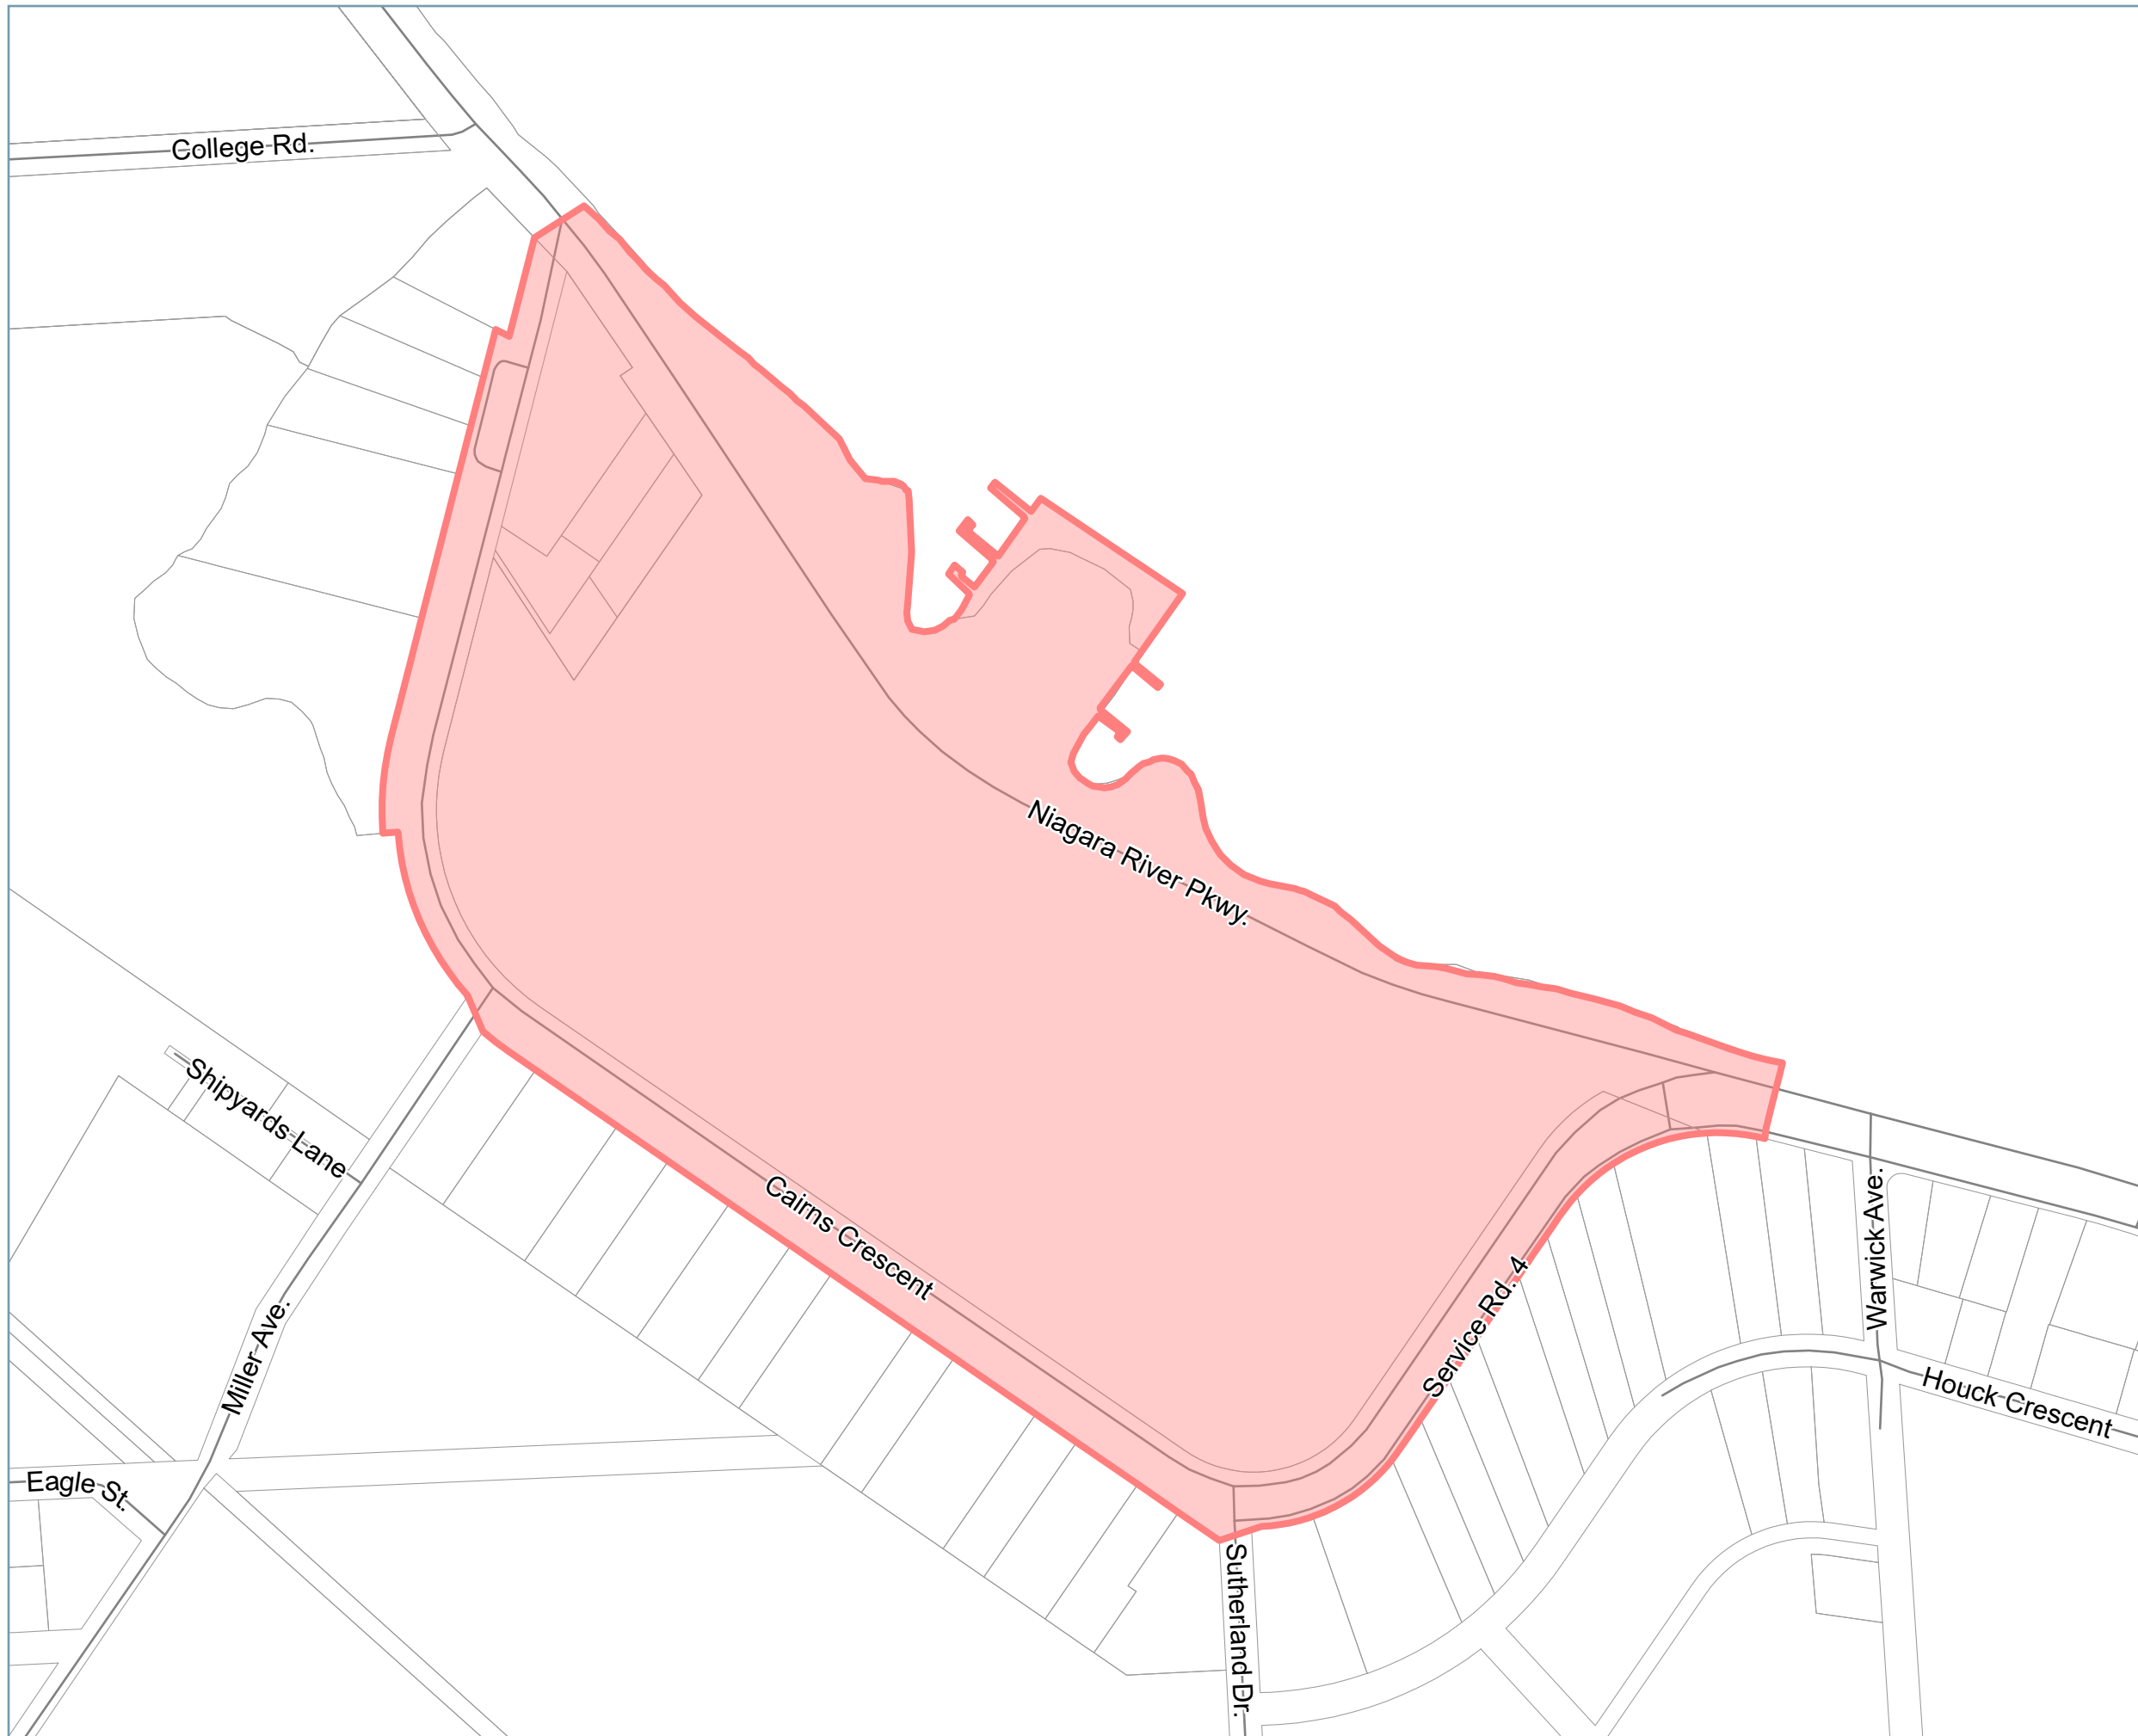 College Rd.
Niagara River Pkwy.
Shipyards Lane
Cairns Crescent
Warwick Ave.
Service Rd. 4
Miller Ave.
Houck Crescent
Eagle St.
Sutherland Dr.